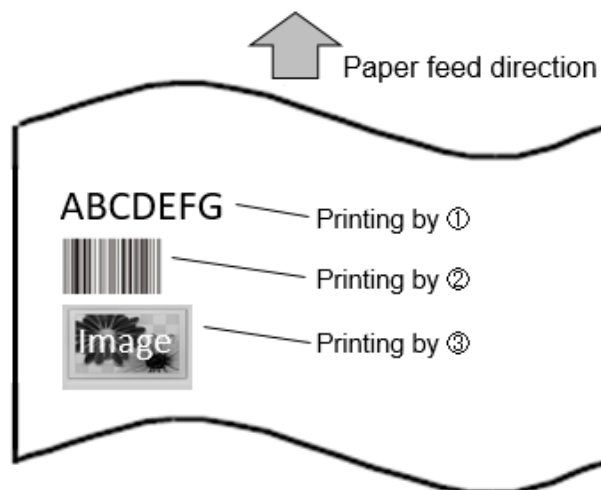 Paper feed direction
ABCDEFG
Printing by ①
Printing by ②
Image
Printing by ③